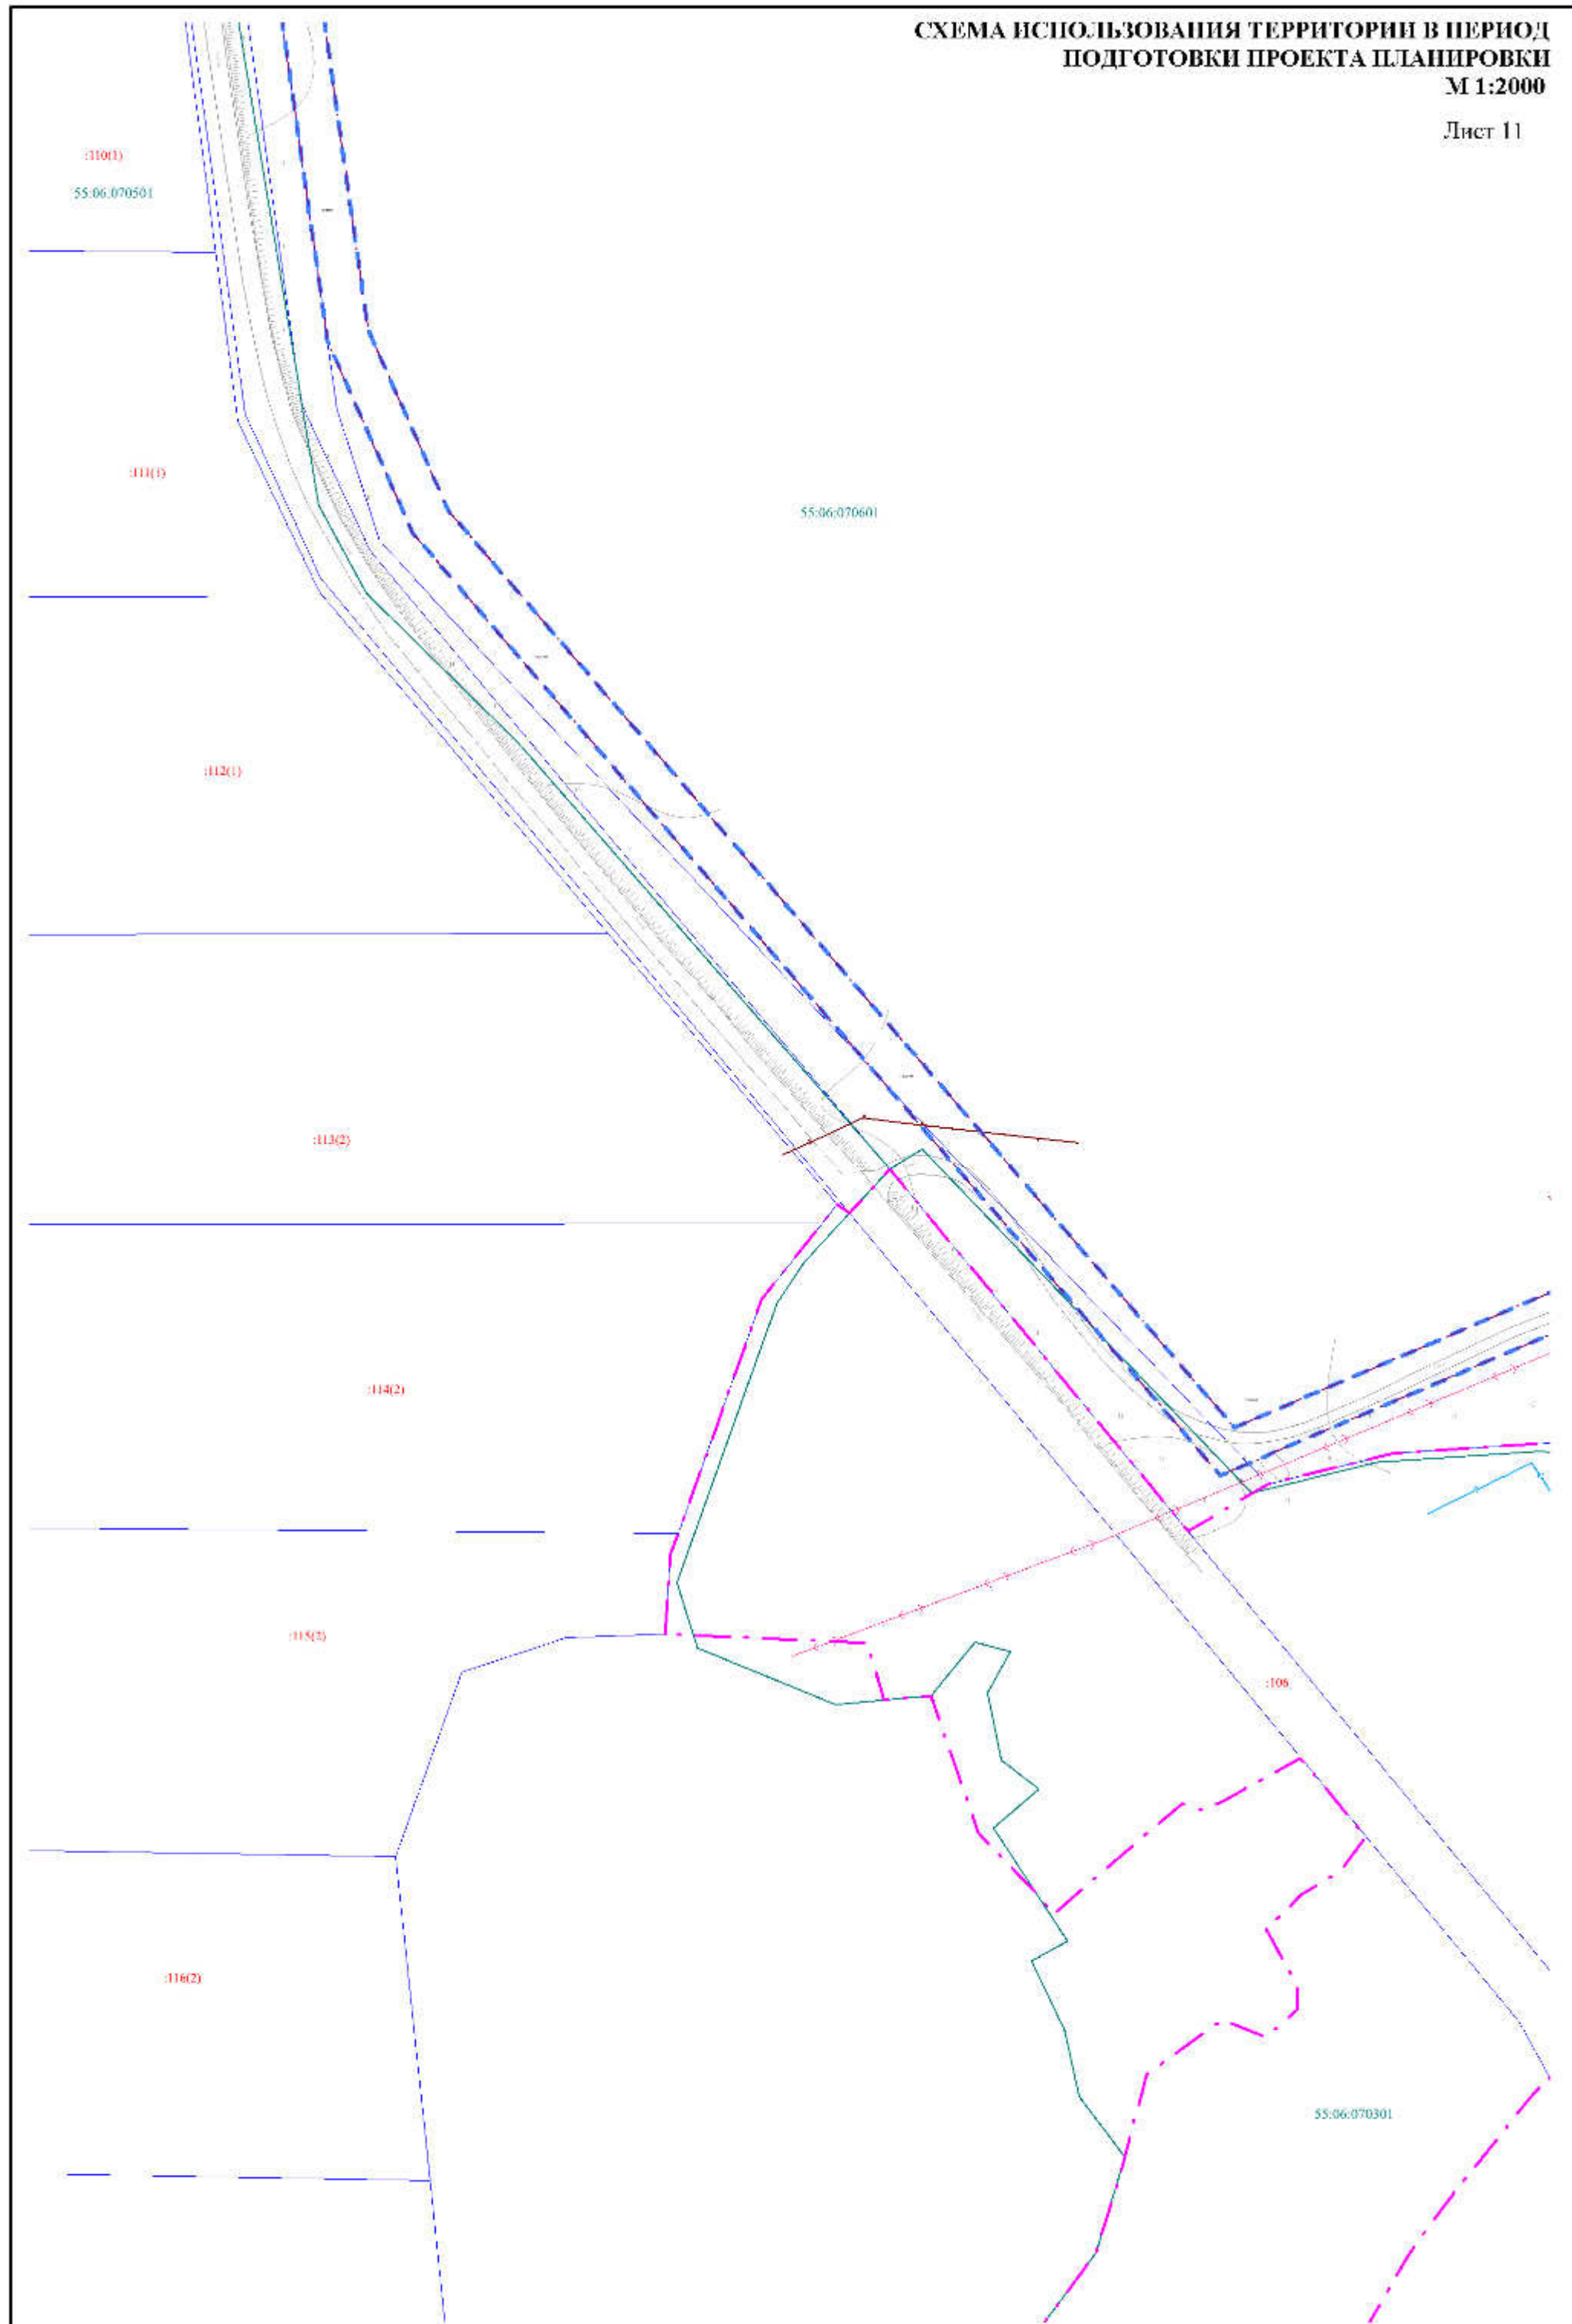 СХЕМА ИСПОЛЬЗОВАНИЯ ТЕРРИТОРИИ В ПЕРИОД
ПОДГОТОВКИ ПРОЕКТА ПЛАНИРОВКИ
М 1:2000
Лист 11
:110(1)
55:06:070501
:111(1)
55:06:070601
:112(1)
:113(2)
:114(2)
:115(2)
:106
:116(2)
55:06:070301